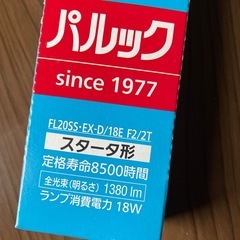 パルック
since 1977
FL20SS・EX-D/18E F2/2T
スタータ形
定格寿命8500時間
全光束(明るさ) 1380 lm
ランプ消費電力 18W